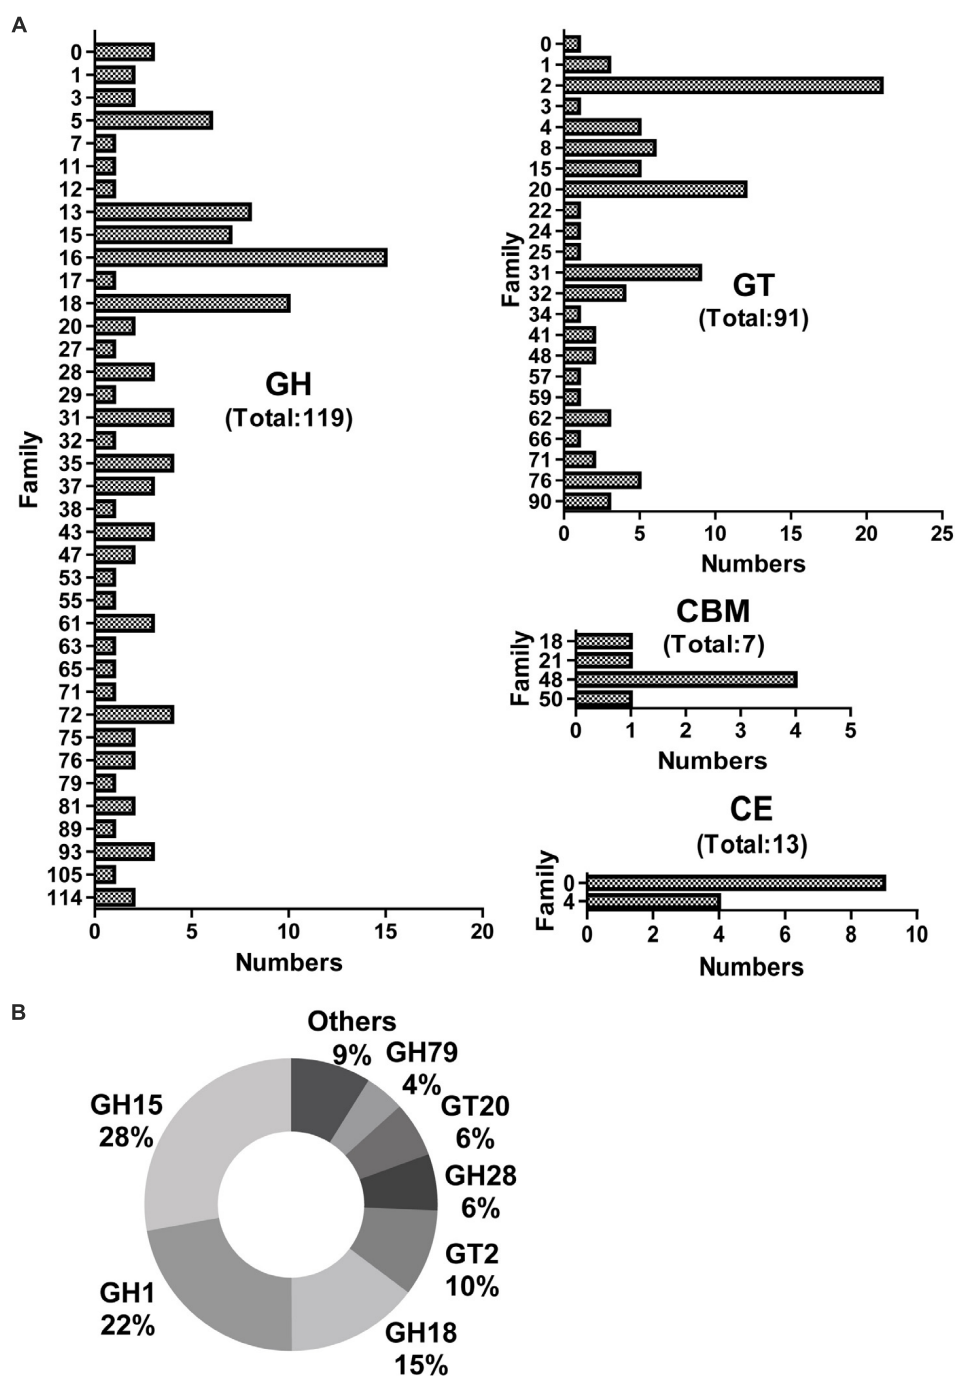 A
0
1
3
5
7
11
12
13
15
16
17
18
20
27
28
29
31
32
35
37
38
43
47
53
55
61
63
65
71
72
75
76
79
81
89
93
105
114
Family
GH
(Total:119)
0 5 10 15 20
Numbers
0
1
2
3
4
8
15
20
22
24
25
31
32
34
41
48
57
59
62
66
71
76
90
Family
GT
(Total:91)
0 5 10 15 20 25
Numbers
CBM
(Total:7)
18
21
48
50
Family
0 1 2 3 4 5
Numbers
CE
(Total:13)
0
4
Family
0 2 4 6 8 10
Numbers
B
Others
9%
GH79
4%
GT20
6%
GH28
6%
GT2
10%
GH18
15%
GH1
22%
GH15
28%